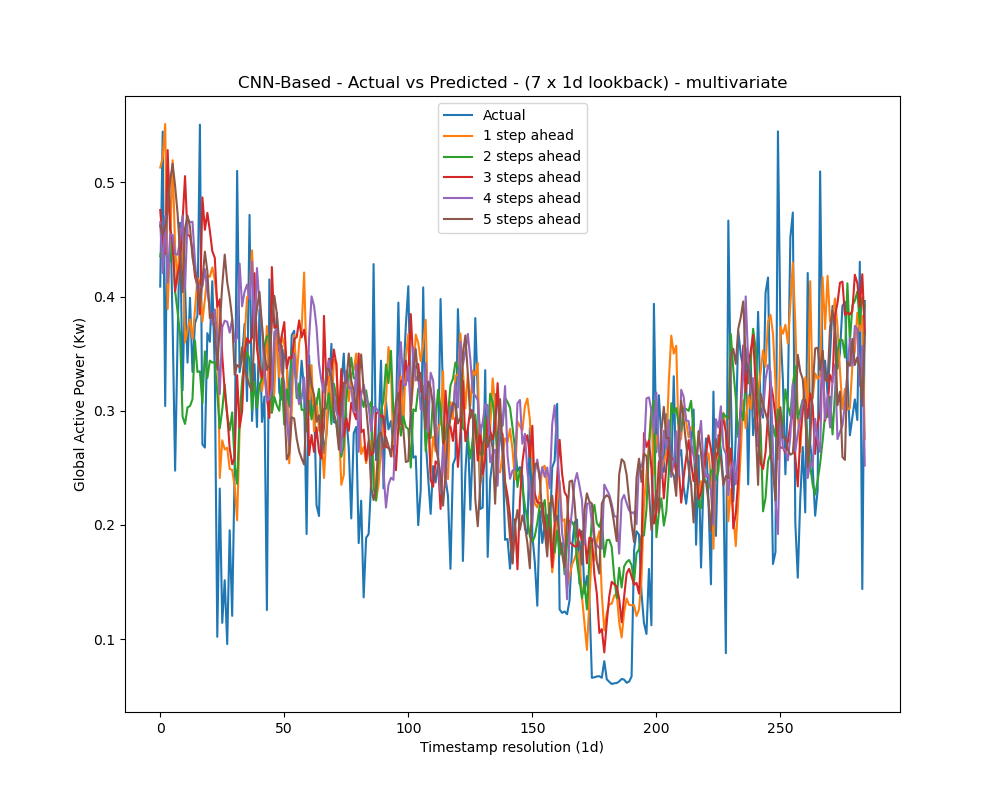 CNN-Based - Actual vs Predicted - (7 x 1d lookback) - multivariate
Actual
1 step ahead
2 steps ahead
3 steps ahead
4 steps ahead
5 steps ahead
Global Active Power (Kw)
0.5
0.4
0.3
0.2
0.1
0 50 100 150 200 250
Timestamp resolution (1d)